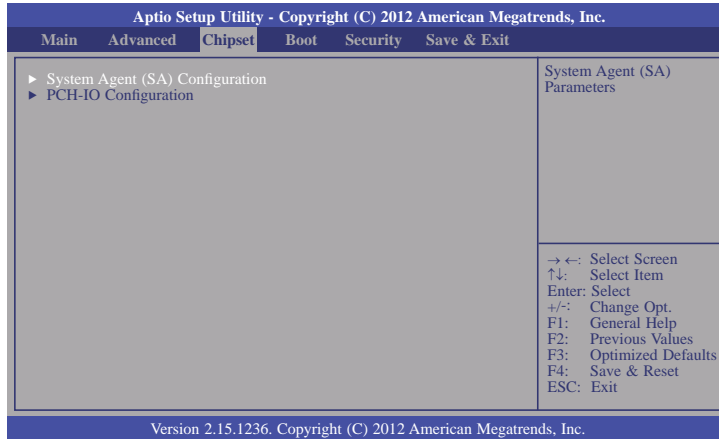 Aptio Setup Utility - Copyright (C) 2012 American Megatrends, Inc.
Main Advanced Chipset Boot Security Save & Exit
► System Agent (SA) Configuration
► PCH-IO Configuration
System Agent (SA)
Parameters
→ ←: Select Screen
↑↓: Select Item
Enter: Select
+/-: Change Opt.
F1: General Help
F2: Previous Values
F3: Optimized Defaults
F4: Save & Reset
ESC: Exit
Version 2.15.1236. Copyright (C) 2012 American Megatrends, Inc.